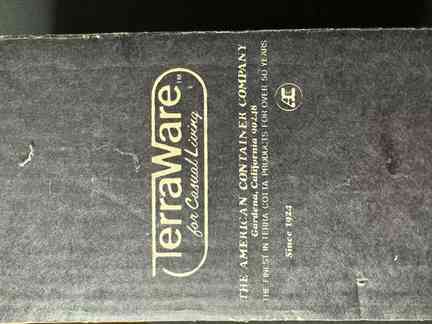 TerraWare™
for Casual Living
THE AMERICAN CONTAINER COMPANY
Gardena, California 90248
THE FINEST IN TERRA COTTA PRODUCTS FOR OVER 50 YEARS
Since 1924